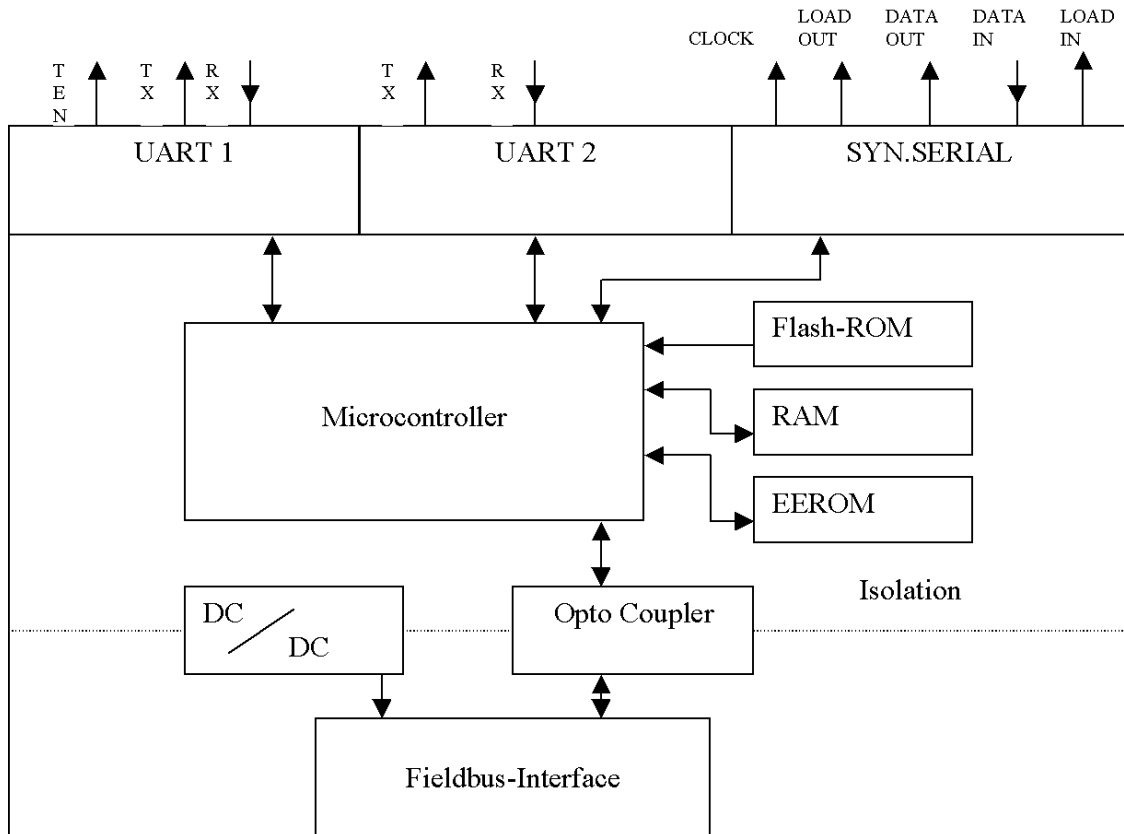 CLOCK
LOAD
OUT
DATA
OUT
DATA
IN
LOAD
IN
T
E
N
T
X
R
X
T
X
R
X
UART 1
UART 2
SYN.SERIAL
Flash-ROM
Microcontroller
RAM
EEROM
Isolation
DC
DC
Opto Coupler
Fieldbus-Interface